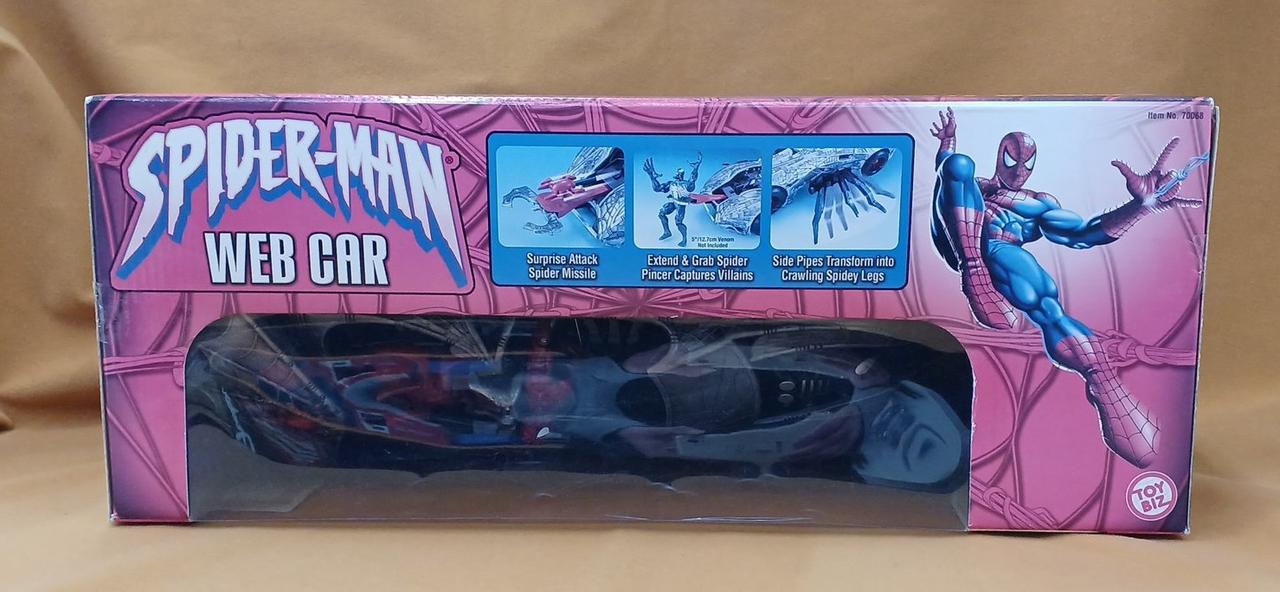 SPIDER-MAN®
WEB CAR
Surprise Attack
Spider Missile
5"/12.7cm Venom
Not Included
Extend & Grab Spider
Pincer Captures Villains
Side Pipes Transform into
Crawling Spidey Legs
Item No. 70068
TOY
BIZ